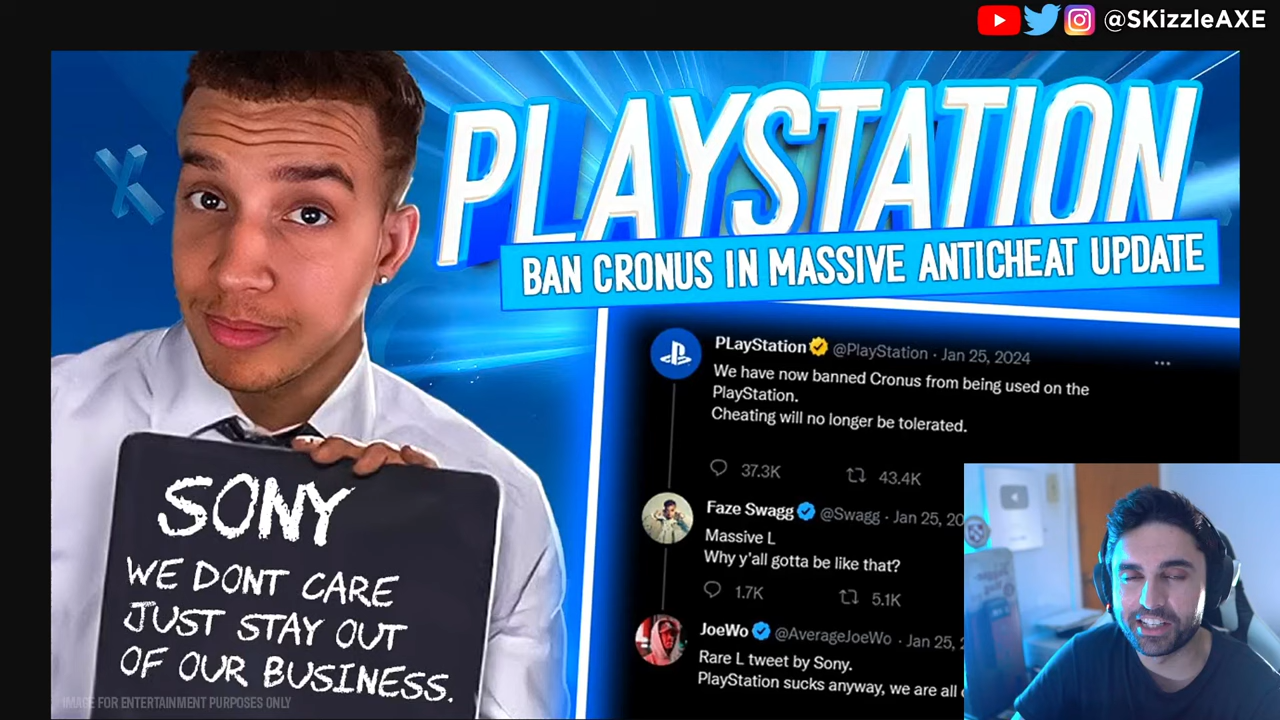 @SKizzleAXE
PLAYSTATION
BAN CRONUS IN MASSIVE ANTICHEAT UPDATE
PLayStation @PlayStation · Jan 25, 2024
We have now banned Cronus from being used on the
PlayStation.
Cheating will no longer be tolerated.
37.3K 43.4K
Faze Swagg @Swagg · Jan 25, 20
Massive L
Why y'all gotta be like that?
1.7K 5.1K
JoeWo @AverageJoeWo · Jan 25, 2
Rare L tweet by Sony.
PlayStation sucks anyway, we are all
SONY
WE DONT CARE
JUST STAY OUT
OF OUR BUSINESS.
IMAGE FOR ENTERTAINMENT PURPOSES ONLY